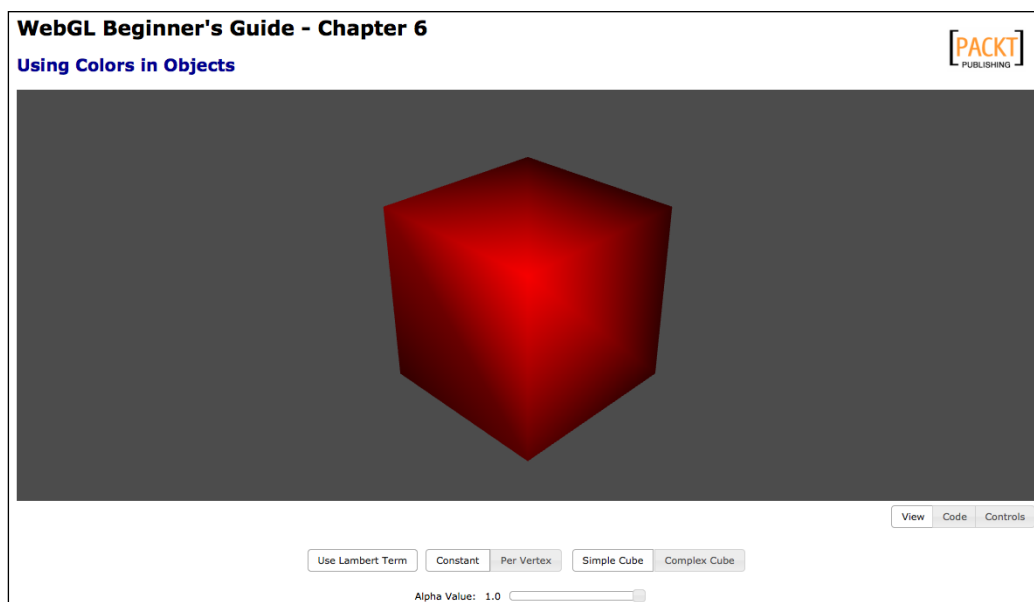 WebGL Beginner's Guide - Chapter 6
[PACKT]
PUBLISHING
Using Colors in Objects
View Code Controls
Use Lambert Term Constant Per Vertex Simple Cube Complex Cube
Alpha Value: 1.0